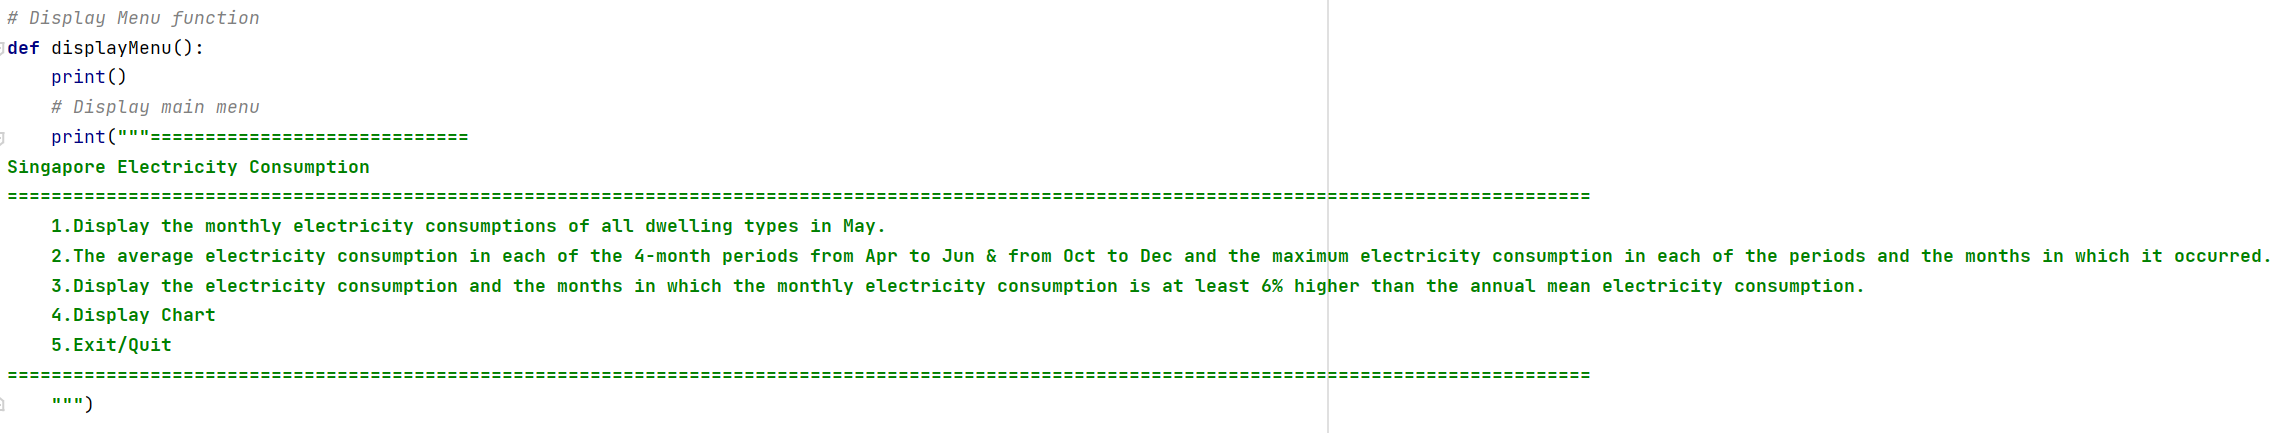 # Display Menu function
def displayMenu():
    print()
    # Display main menu
    print("""=============================
Singapore Electricity Consumption
================================================================================================================================================
    1.Display the monthly electricity consumptions of all dwelling types in May.
    2.The average electricity consumption in each of the 4-month periods from Apr to Jun & from Oct to Dec and the maximum electricity consumption in each of the periods and the months in which it occurred.
    3.Display the electricity consumption and the months in which the monthly electricity consumption is at least 6% higher than the annual mean electricity consumption.
    4.Display Chart
    5.Exit/Quit
================================================================================================================================================
    """)